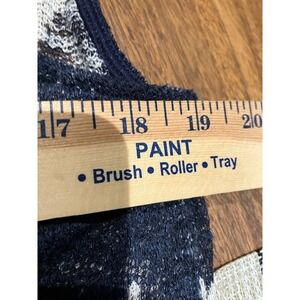 17 18 19 20
PAINT
• Brush • Roller • Tray